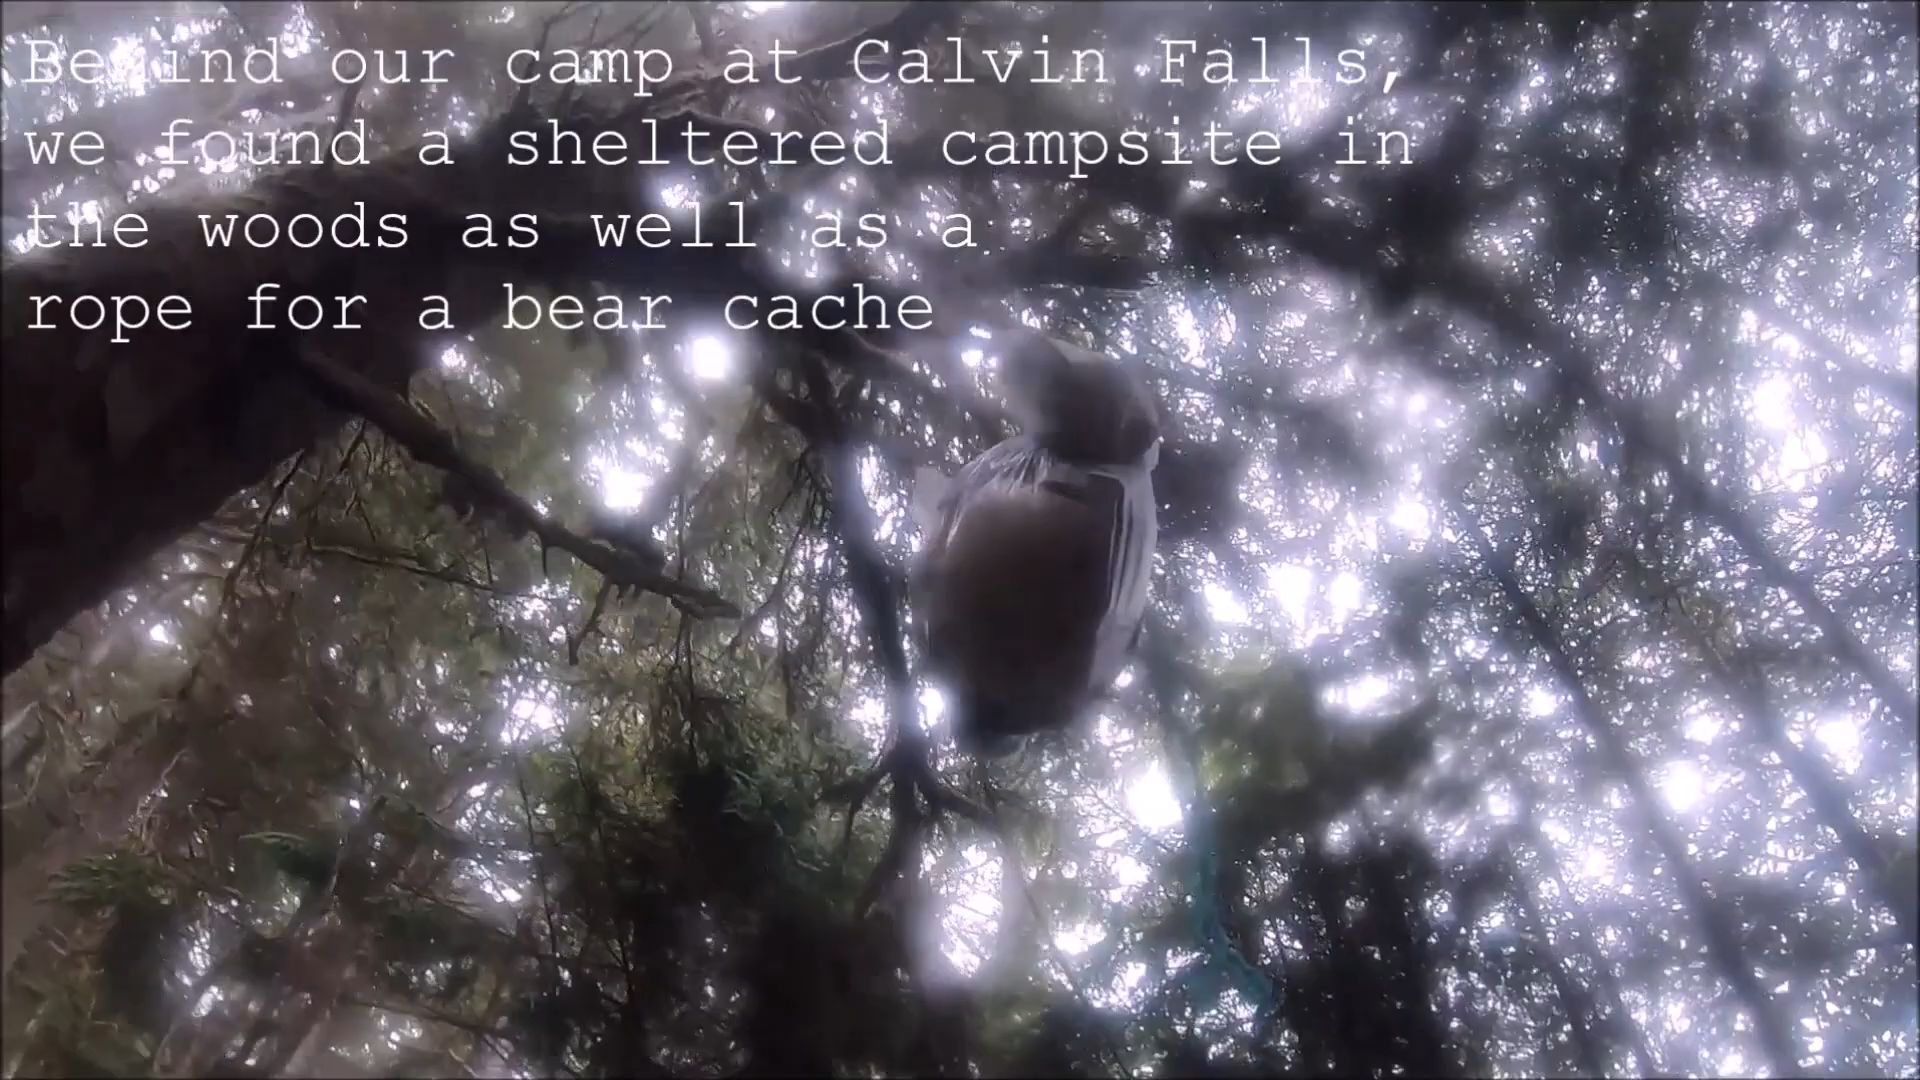 Behind our camp at Calvin Falls,
we found a sheltered campsite in
the woods as well as a
rope for a bear cache